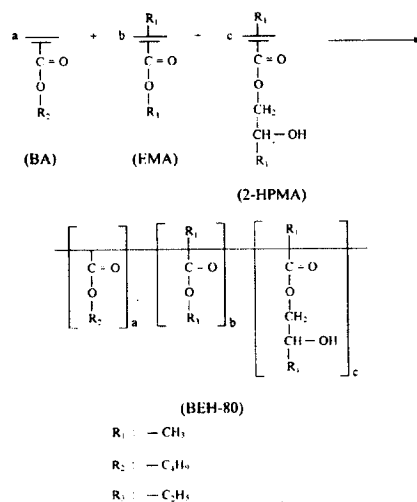 a + b R₁ + c R₁
C = O C = O C = O
O O O
R₂ R₃ CH₂
CH — OH
R₁
(BA) (EMA)
(2-HPMA)
R₁ R₁
C = O C = O C = O
O O O
R₂ a R₃ b CH₂
CH — OH
R₁ c
(BEH-80)
R₁ : — CH₃
R₂ : — C₄H₉
R₃ : — C₂H₅